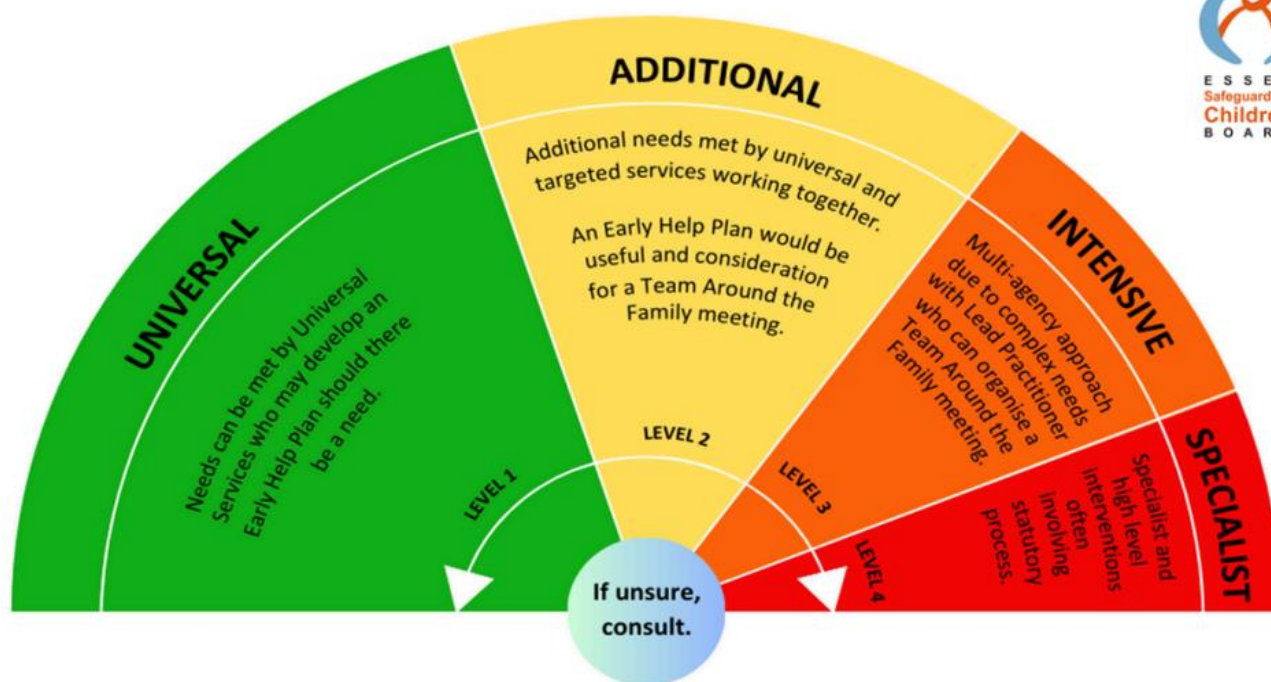 UNIVERSAL
Needs can be met by Universal
Services who may develop an
Early Help Plan should there
be a need.
LEVEL 1
ADDITIONAL
Additional needs met by universal and
targeted services working together.
An Early Help Plan would be
useful and consideration
for a Team Around the
Family meeting.
LEVEL 2
INTENSIVE
Multi-agency approach
due to complex needs
with Lead Practitioner
who can organise a
Team Around the
Family meeting.
LEVEL 3
SPECIALIST
Specialist and
high level
interventions
often
involving
statutory
process.
LEVEL 4
If unsure,
consult.